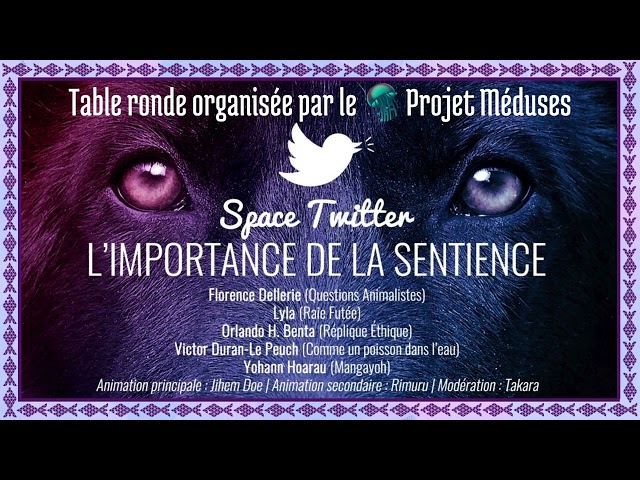 Table ronde organisée par le Projet Méduses
Space Twitter
L'IMPORTANCE DE LA SENTIENCE
Florence Dellerie (Questions Animalistes)
Lyla (Raïe Futée)
Orlando H. Benta (Réplique Éthique)
Victor Duran-Le Peuch (Comme un poisson dans l'eau)
Yohann Hoarau (Mangayoh)
Animation principale : Jihem Doe | Animation secondaire : Rimuru | Modération : Takara